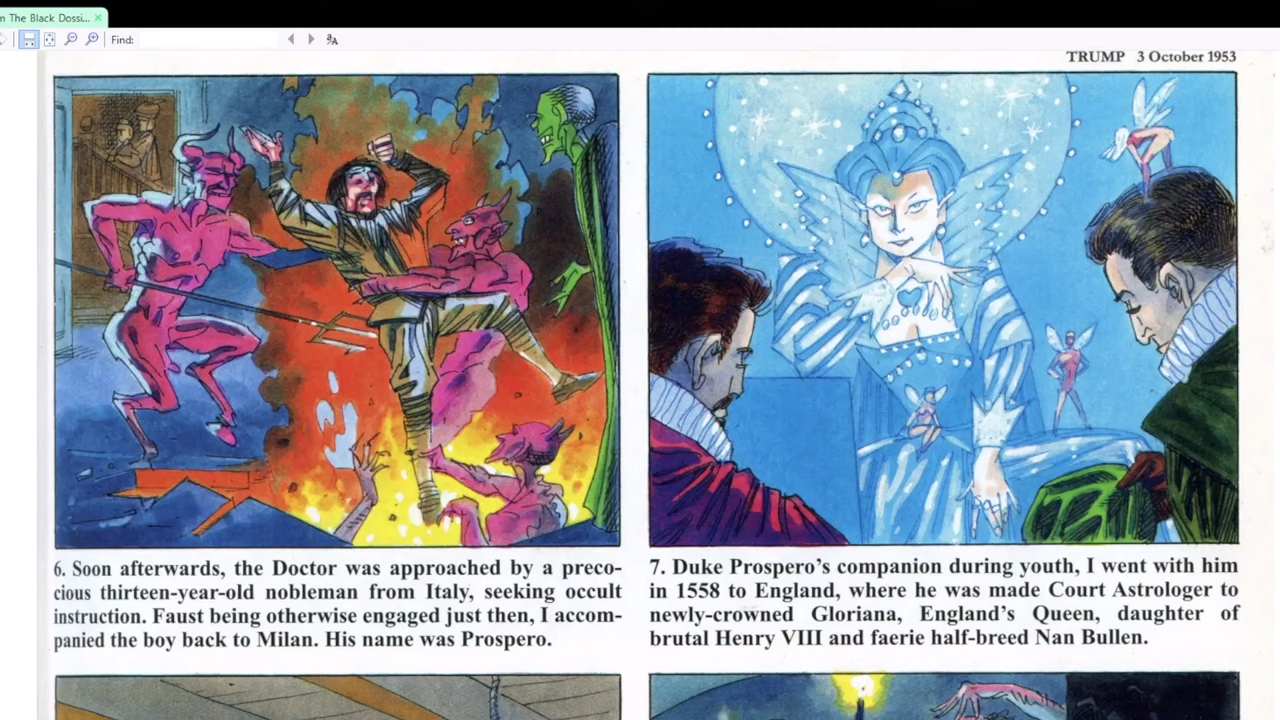 m The Black Dossi...
Find:
TRUMP 3 October 1953
6. Soon afterwards, the Doctor was approached by a preco-
cious thirteen-year-old nobleman from Italy, seeking occult
instruction. Faust being otherwise engaged just then, I accom-
panied the boy back to Milan. His name was Prospero.
7. Duke Prospero's companion during youth, I went with him
in 1558 to England, where he was made Court Astrologer to
newly-crowned Gloriana, England's Queen, daughter of
brutal Henry VIII and faerie half-breed Nan Bullen.